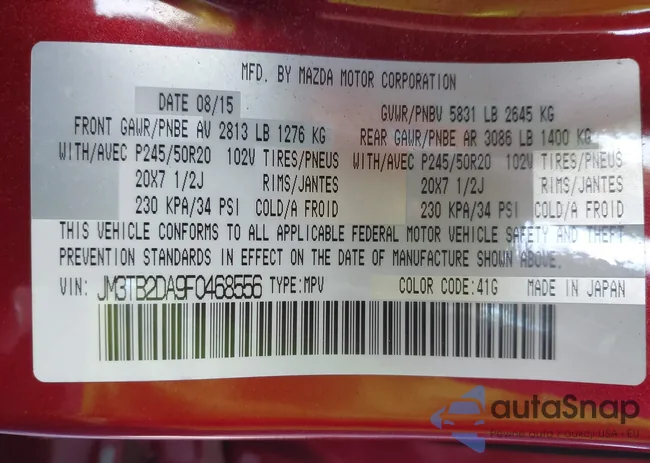 MFD. BY MAZDA MOTOR CORPORATION
DATE 08/15 GVWR/PNBV 5831 LB 2645 KG
FRONT GAWR/PNBE AV 2813 LB 1276 KG REAR GAWR/PNBE AR 3086 LB 1400 KG
WITH/AVEC P245/50R20 102V TIRES/PNEUS WITH/AVEC P245/50R20 102V TIRES/PNEUS
20X7 1/2J RIMS/JANTES 20X7 1/2J RIMS/JANTES
230 KPA/34 PSI COLD/A FROID 230 KPA/34 PSI COLD/A FROID
THIS VEHICLE CONFORMS TO ALL APPLICABLE FEDERAL MOTOR VEHICLE SAFETY AND THEFT
PREVENTION STANDARDS IN EFFECT ON THE DATE OF MANUFACTURE SHOWN ABOVE.
VIN: JM3TB2DA9F0468556 TYPE:MPV COLOR CODE:41G MADE IN JAPAN
autaSnap